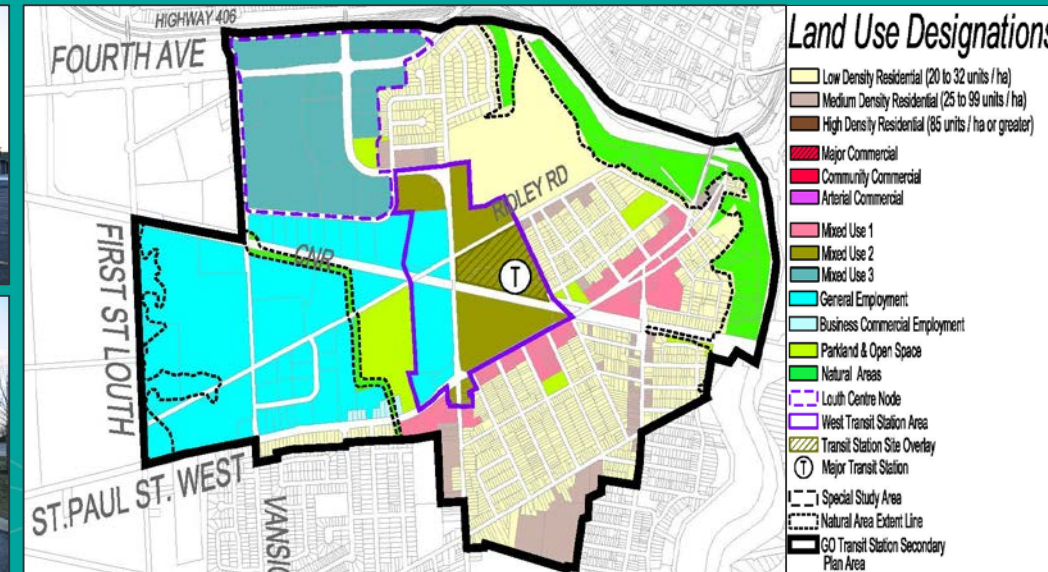 HIGHWAY 406
FOURTH AVE
RIDLEY RD
CNR
T
FIRST ST LOUTH
ST.PAUL ST. WEST
VANSIC
Land Use Designations
Low Density Residential (20 to 32 units / ha)
Medium Density Residential (25 to 99 units / ha)
High Density Residential (85 units / ha or greater)
Major Commercial
Community Commercial
Arterial Commercial
Mixed Use 1
Mixed Use 2
Mixed Use 3
General Employment
Business Commercial Employment
Parkland & Open Space
Natural Areas
Louth Centre Node
West Transit Station Area
Transit Station Site Overlay
T Major Transit Station
Special Study Area
Natural Area Extent Line
GO Transit Station Secondary
Plan Area